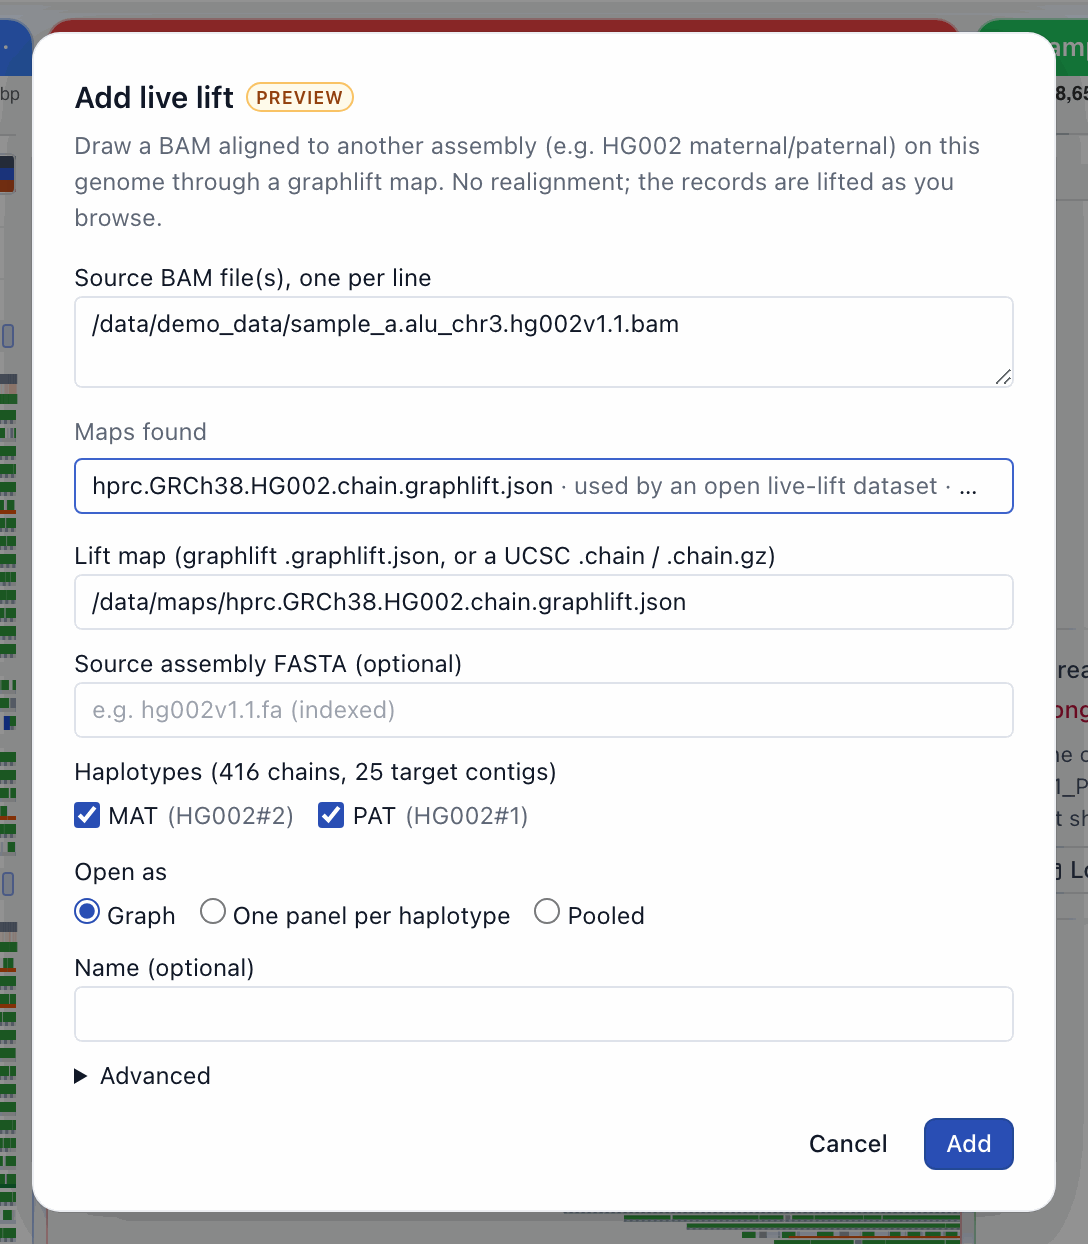 bp
8,65
Add live lift PREVIEW
Draw a BAM aligned to another assembly (e.g. HG002 maternal/paternal) on this
genome through a graphlift map. No realignment; the records are lifted as you
browse.
Source BAM file(s), one per line
/data/demo_data/sample_a.alu_chr3.hg002v1.1.bam
Maps found
hprc.GRCh38.HG002.chain.graphlift.json · used by an open live-lift dataset · ...
Lift map (graphlift .graphlift.json, or a UCSC .chain / .chain.gz)
/data/maps/hprc.GRCh38.HG002.chain.graphlift.json
Source assembly FASTA (optional)
e.g. hg002v1.1.fa (indexed)
Haplotypes (416 chains, 25 target contigs)
MAT (HG002#2) PAT (HG002#1)
Open as
Graph One panel per haplotype Pooled
Name (optional)
Advanced
Cancel Add